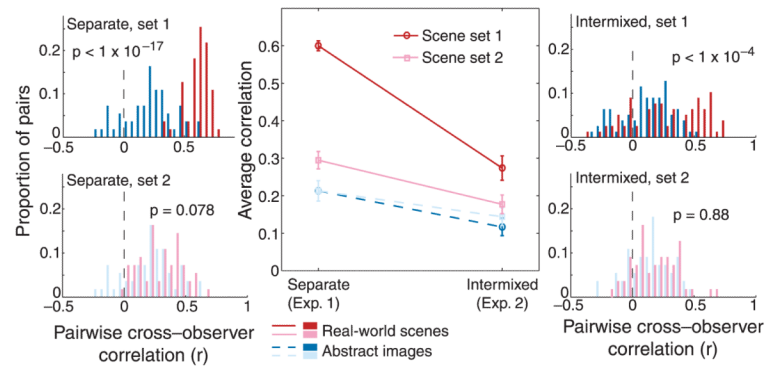 Separate, set 1
p < 1 x 10⁻¹⁷
0.2
0.1
0
−0.5
0
0.5
Proportion of pairs
Separate, set 2
p = 0.078
0.2
0.1
0
−0.5
0
0.5
1
Pairwise cross–observer
correlation (r)
Average correlation
0.6
0.5
0.4
0.3
0.2
0.1
0
Scene set 1
Scene set 2
Separate
(Exp. 1)
Intermixed
(Exp. 2)
Real-world scenes
Abstract images
Intermixed, set 1
p < 1 x 10⁻⁴
0.2
0.1
0
−0.5
0
0.5
1
Intermixed, set 2
p = 0.88
0.2
0.1
0
−0.5
0
0.5
1
Pairwise cross–observer
correlation (r)